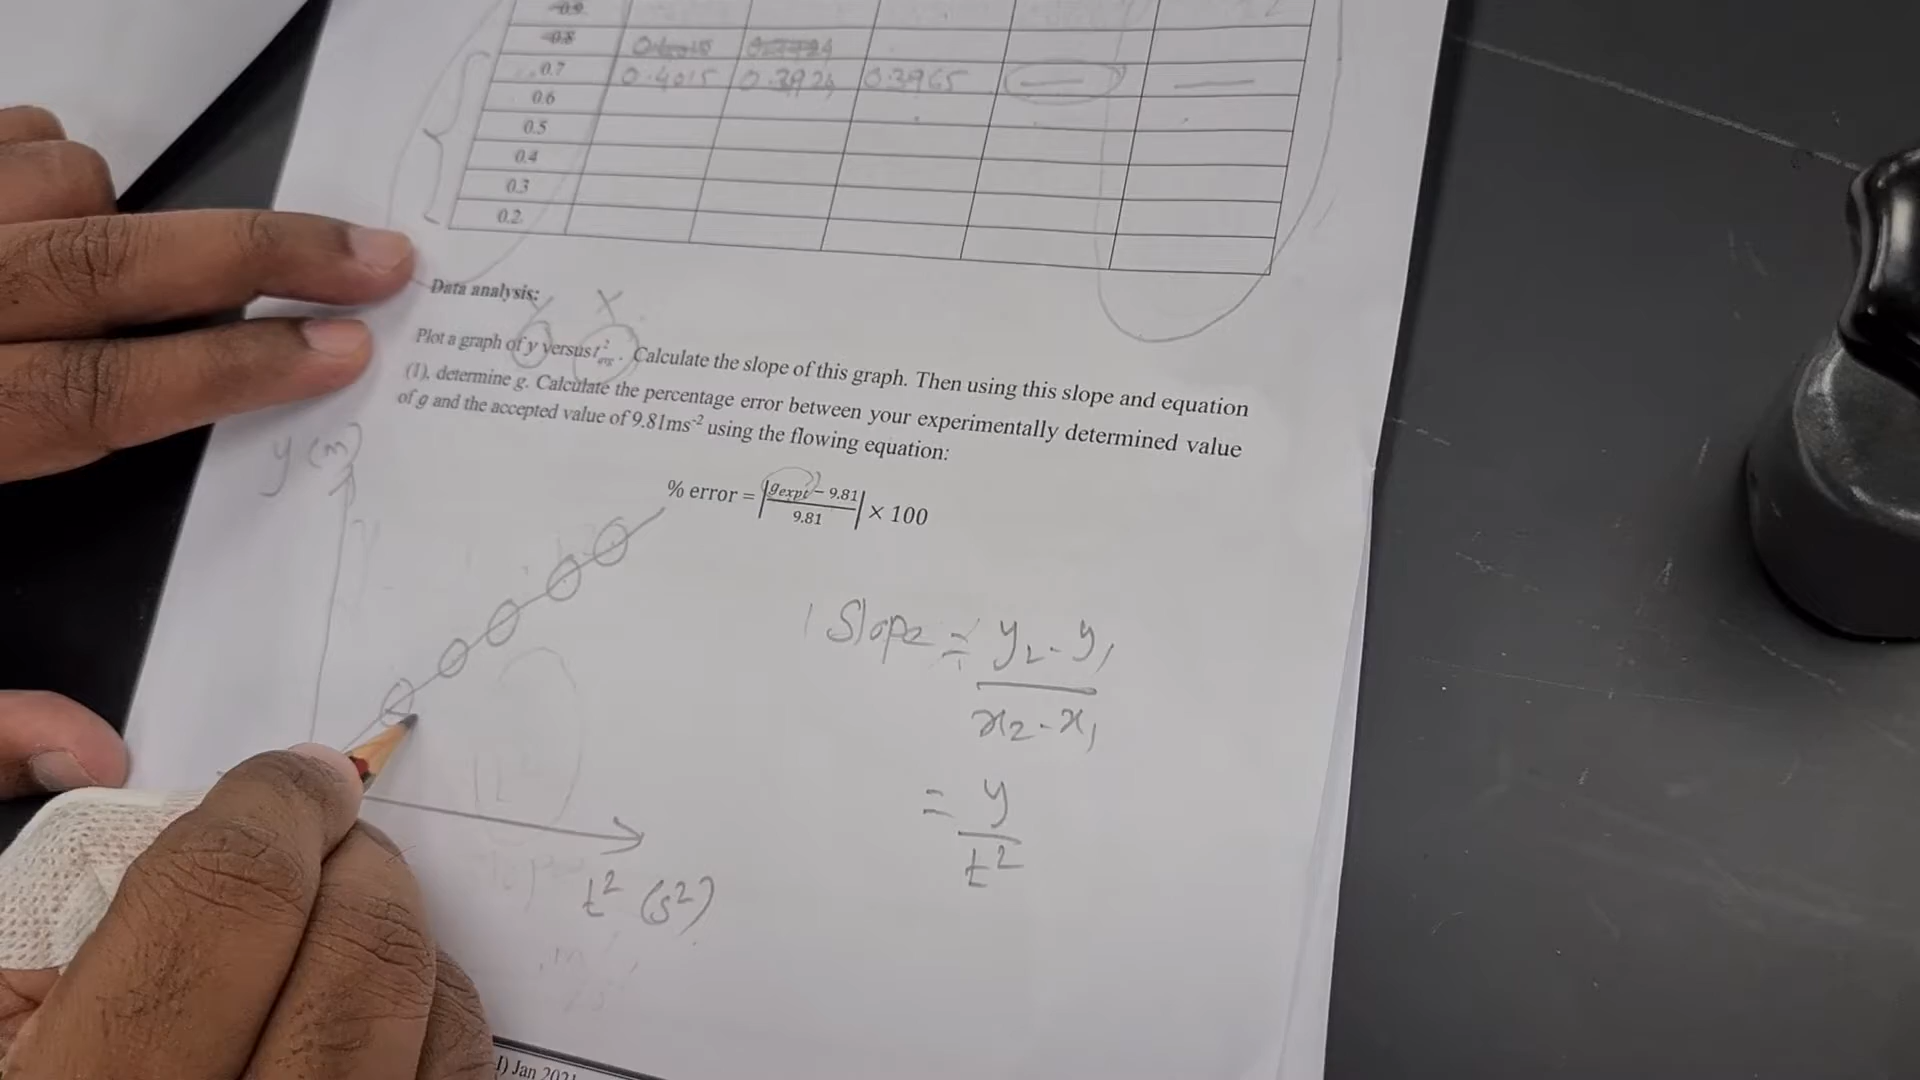 0.9
0.8
0.7 0.4015 0.3924 0.3965
0.6
0.5
0.4
0.3
0.2
Data analysis:
Y X
Plot a graph of y versus t²avg. Calculate the slope of this graph. Then using this slope and equation
(1), determine g. Calculate the percentage error between your experimentally determined value
of g and the accepted value of 9.81ms⁻² using the flowing equation:
% error = |gexpt − 9.81 / 9.81| × 100
y (m)
Slope = y₂ - y₁ / x₂ - x₁
= y / t²
t² (s²)
I) Jan 2021